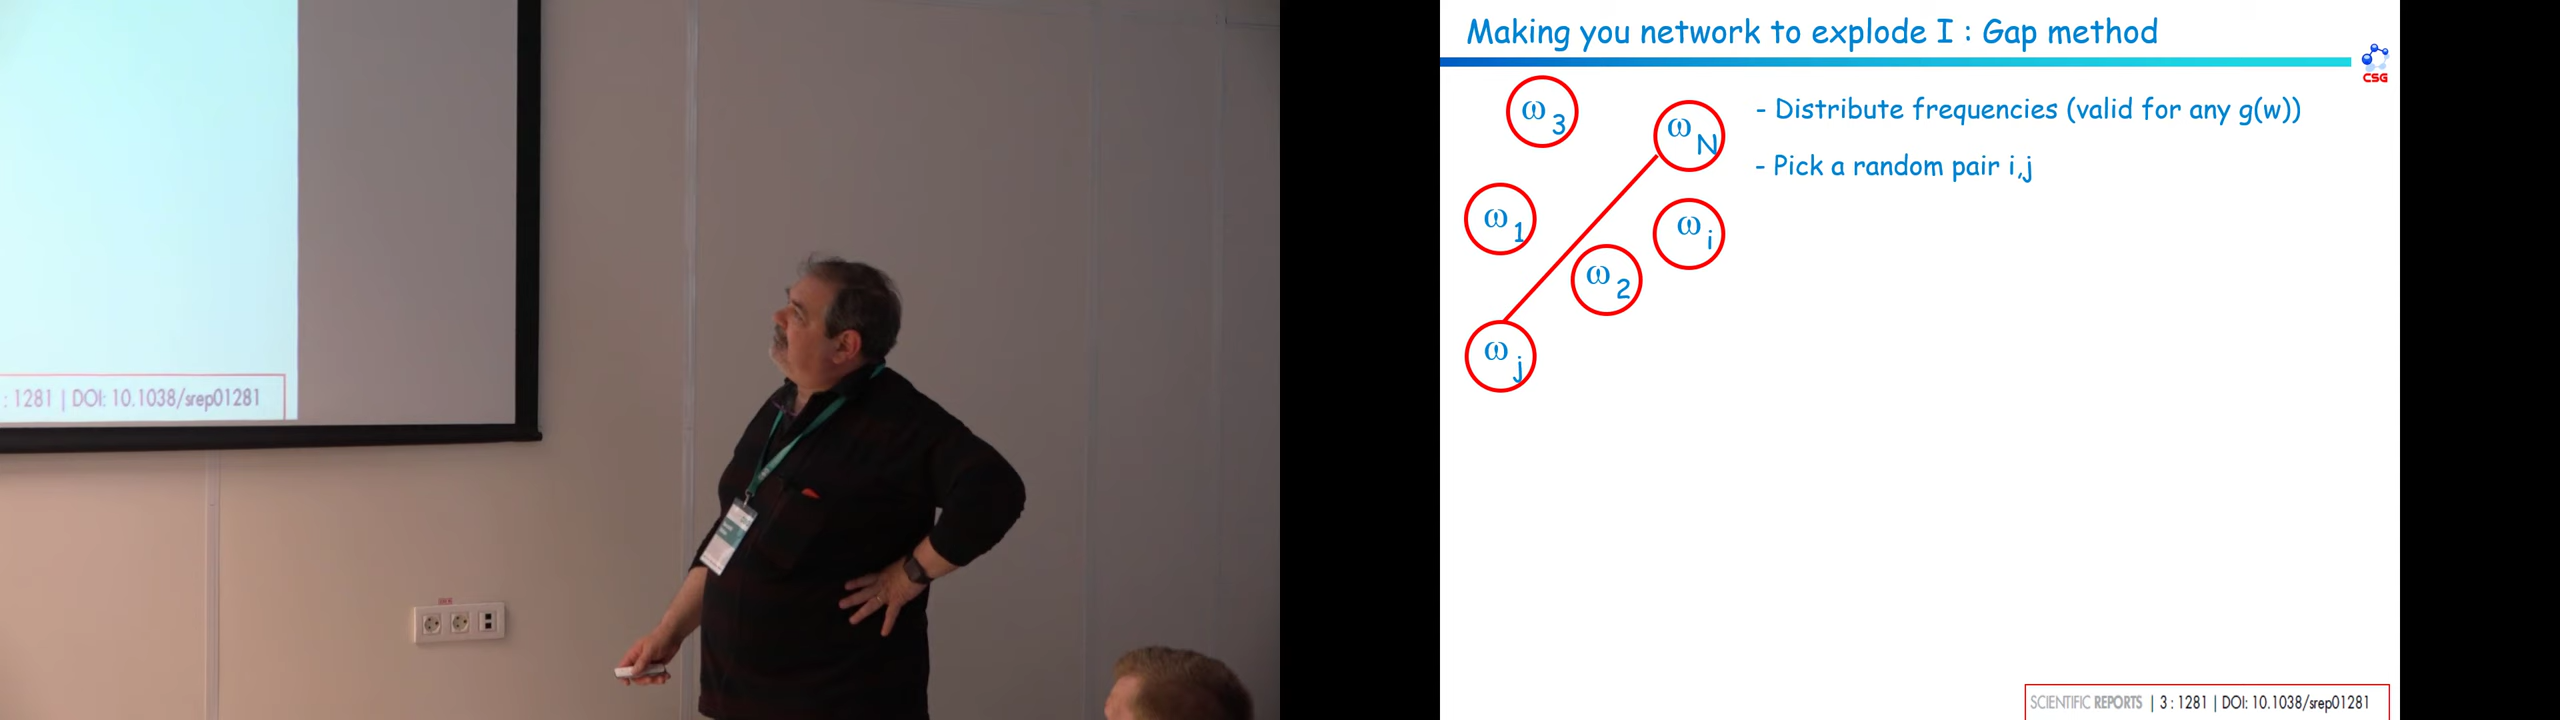 : 1281 | DOI: 10.1038/srep01281
Making you network to explode I : Gap method
CSG
ω 3
ω N
- Distribute frequencies (valid for any g(w))
- Pick a random pair i,j
ω 1
ω i
ω 2
ω j
SCIENTIFIC REPORTS | 3 : 1281 | DOI: 10.1038/srep01281